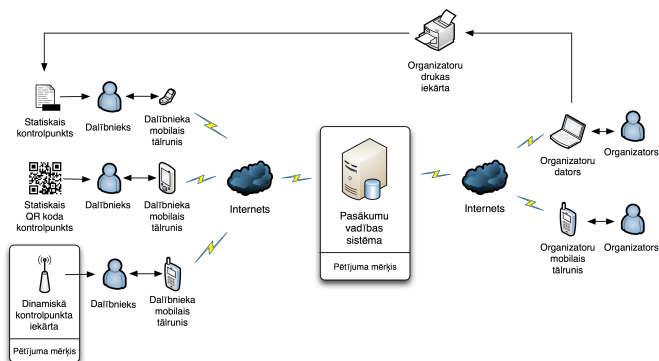 Organizatoru
drukas
iekārta
Statiskais
kontrolpunkts
Dalībnieks
Dalībnieka
mobilais
tālrunis
Statiskais
QR koda
kontrolpunkts
Dalībnieks
Dalībnieka
mobilais
tālrunis
Dinamiskā
kontrolpunkta
iekārta
Pētījuma mērķis
Dalībnieks
Dalībnieka
mobilais
tālrunis
Internets
Pasākumu
vadības
sistēma
Pētījuma mērķis
Internets
Organizatoru
dators
Organizators
Organizatoru
mobilais
tālrunis
Organizators